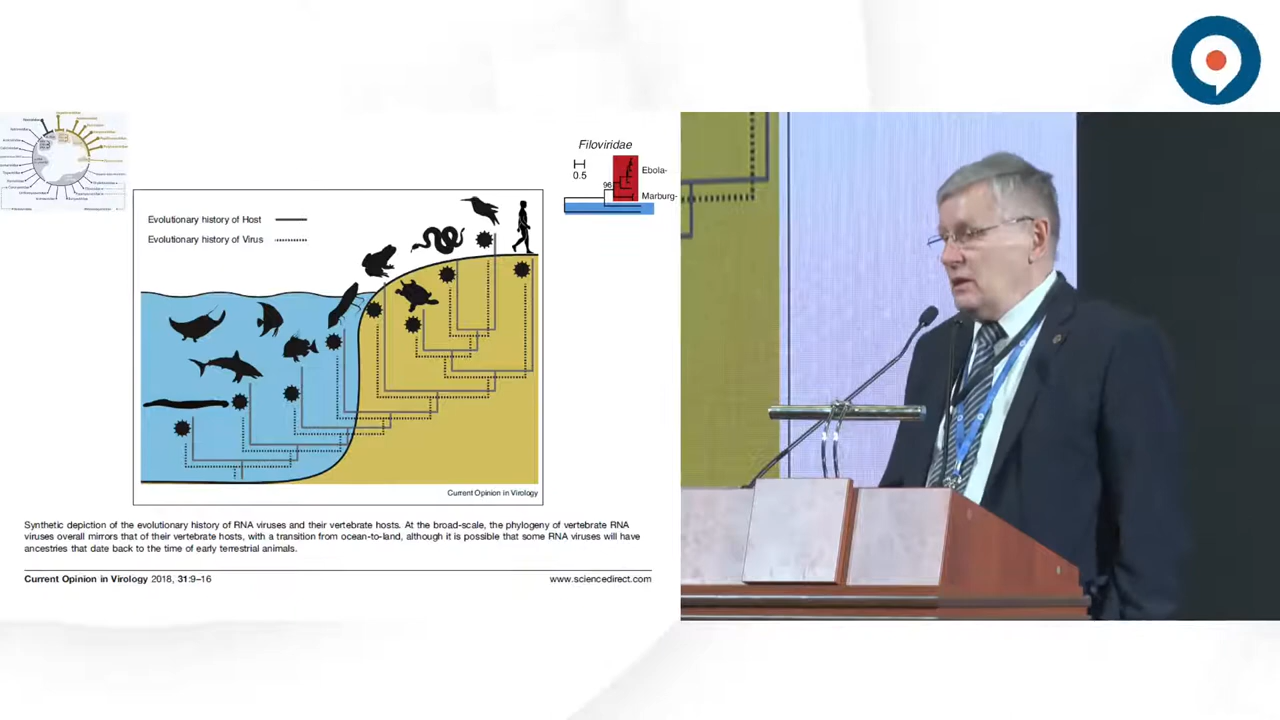 Filoviridae
0.5
96
Ebola-
Marburg-
Evolutionary history of Host
Evolutionary history of Virus
Current Opinion in Virology
Synthetic depiction of the evolutionary history of RNA viruses and their vertebrate hosts. At the broad-scale, the phylogeny of vertebrate RNA
viruses overall mirrors that of their vertebrate hosts, with a transition from ocean-to-land, although it is possible that some RNA viruses will have
ancestries that date back to the time of early terrestrial animals.
Current Opinion in Virology 2018, 31:9–16
www.sciencedirect.com